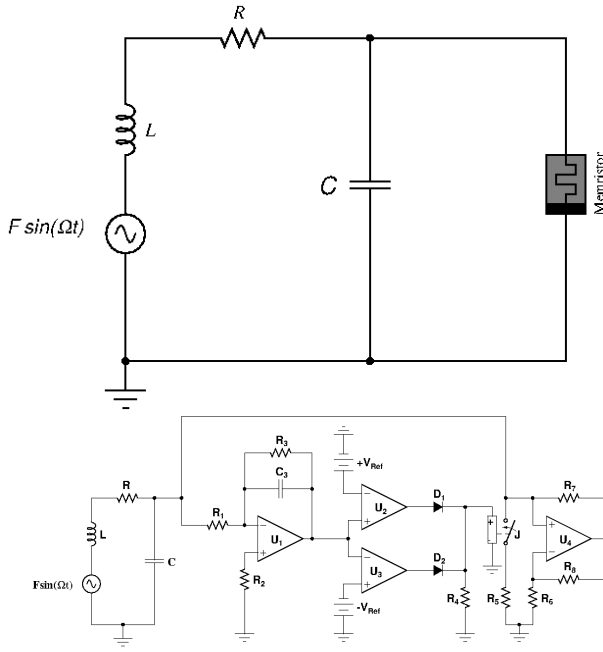 R
L
C
F sin(Ωt)
Memristor
R3
C3
+VRef
R
R1
D1
R7
U2
L
C
U1
J
U4
D2
R8
U3
Fsin(Ωt)
R2
R4
R5
R6
-VRef